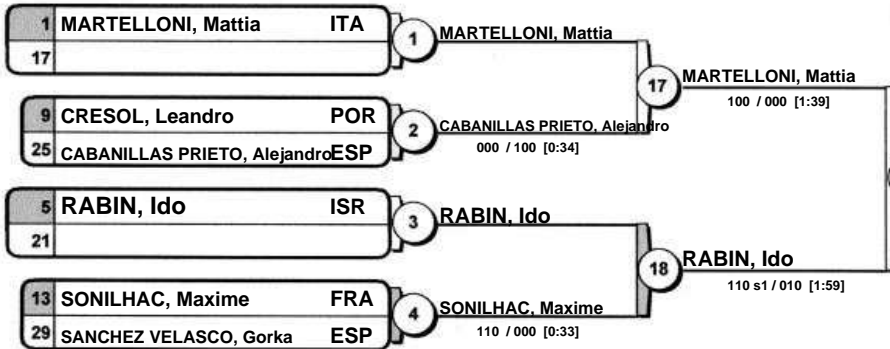 1 MARTELLONI, Mattia ITA
17
1 MARTELLONI, Mattia
9 CRESOL, Leandro POR
25 CABANILLAS PRIETO, Alejandro ESP
2 CABANILLAS PRIETO, Alejandro
000 / 100 [0:34]
17 MARTELLONI, Mattia
100 / 000 [1:39]
5 RABIN, Ido ISR
21
3 RABIN, Ido
13 SONILHAC, Maxime FRA
29 SANCHEZ VELASCO, Gorka ESP
4 SONILHAC, Maxime
110 / 000 [0:33]
18 RABIN, Ido
110 s1 / 010 [1:59]